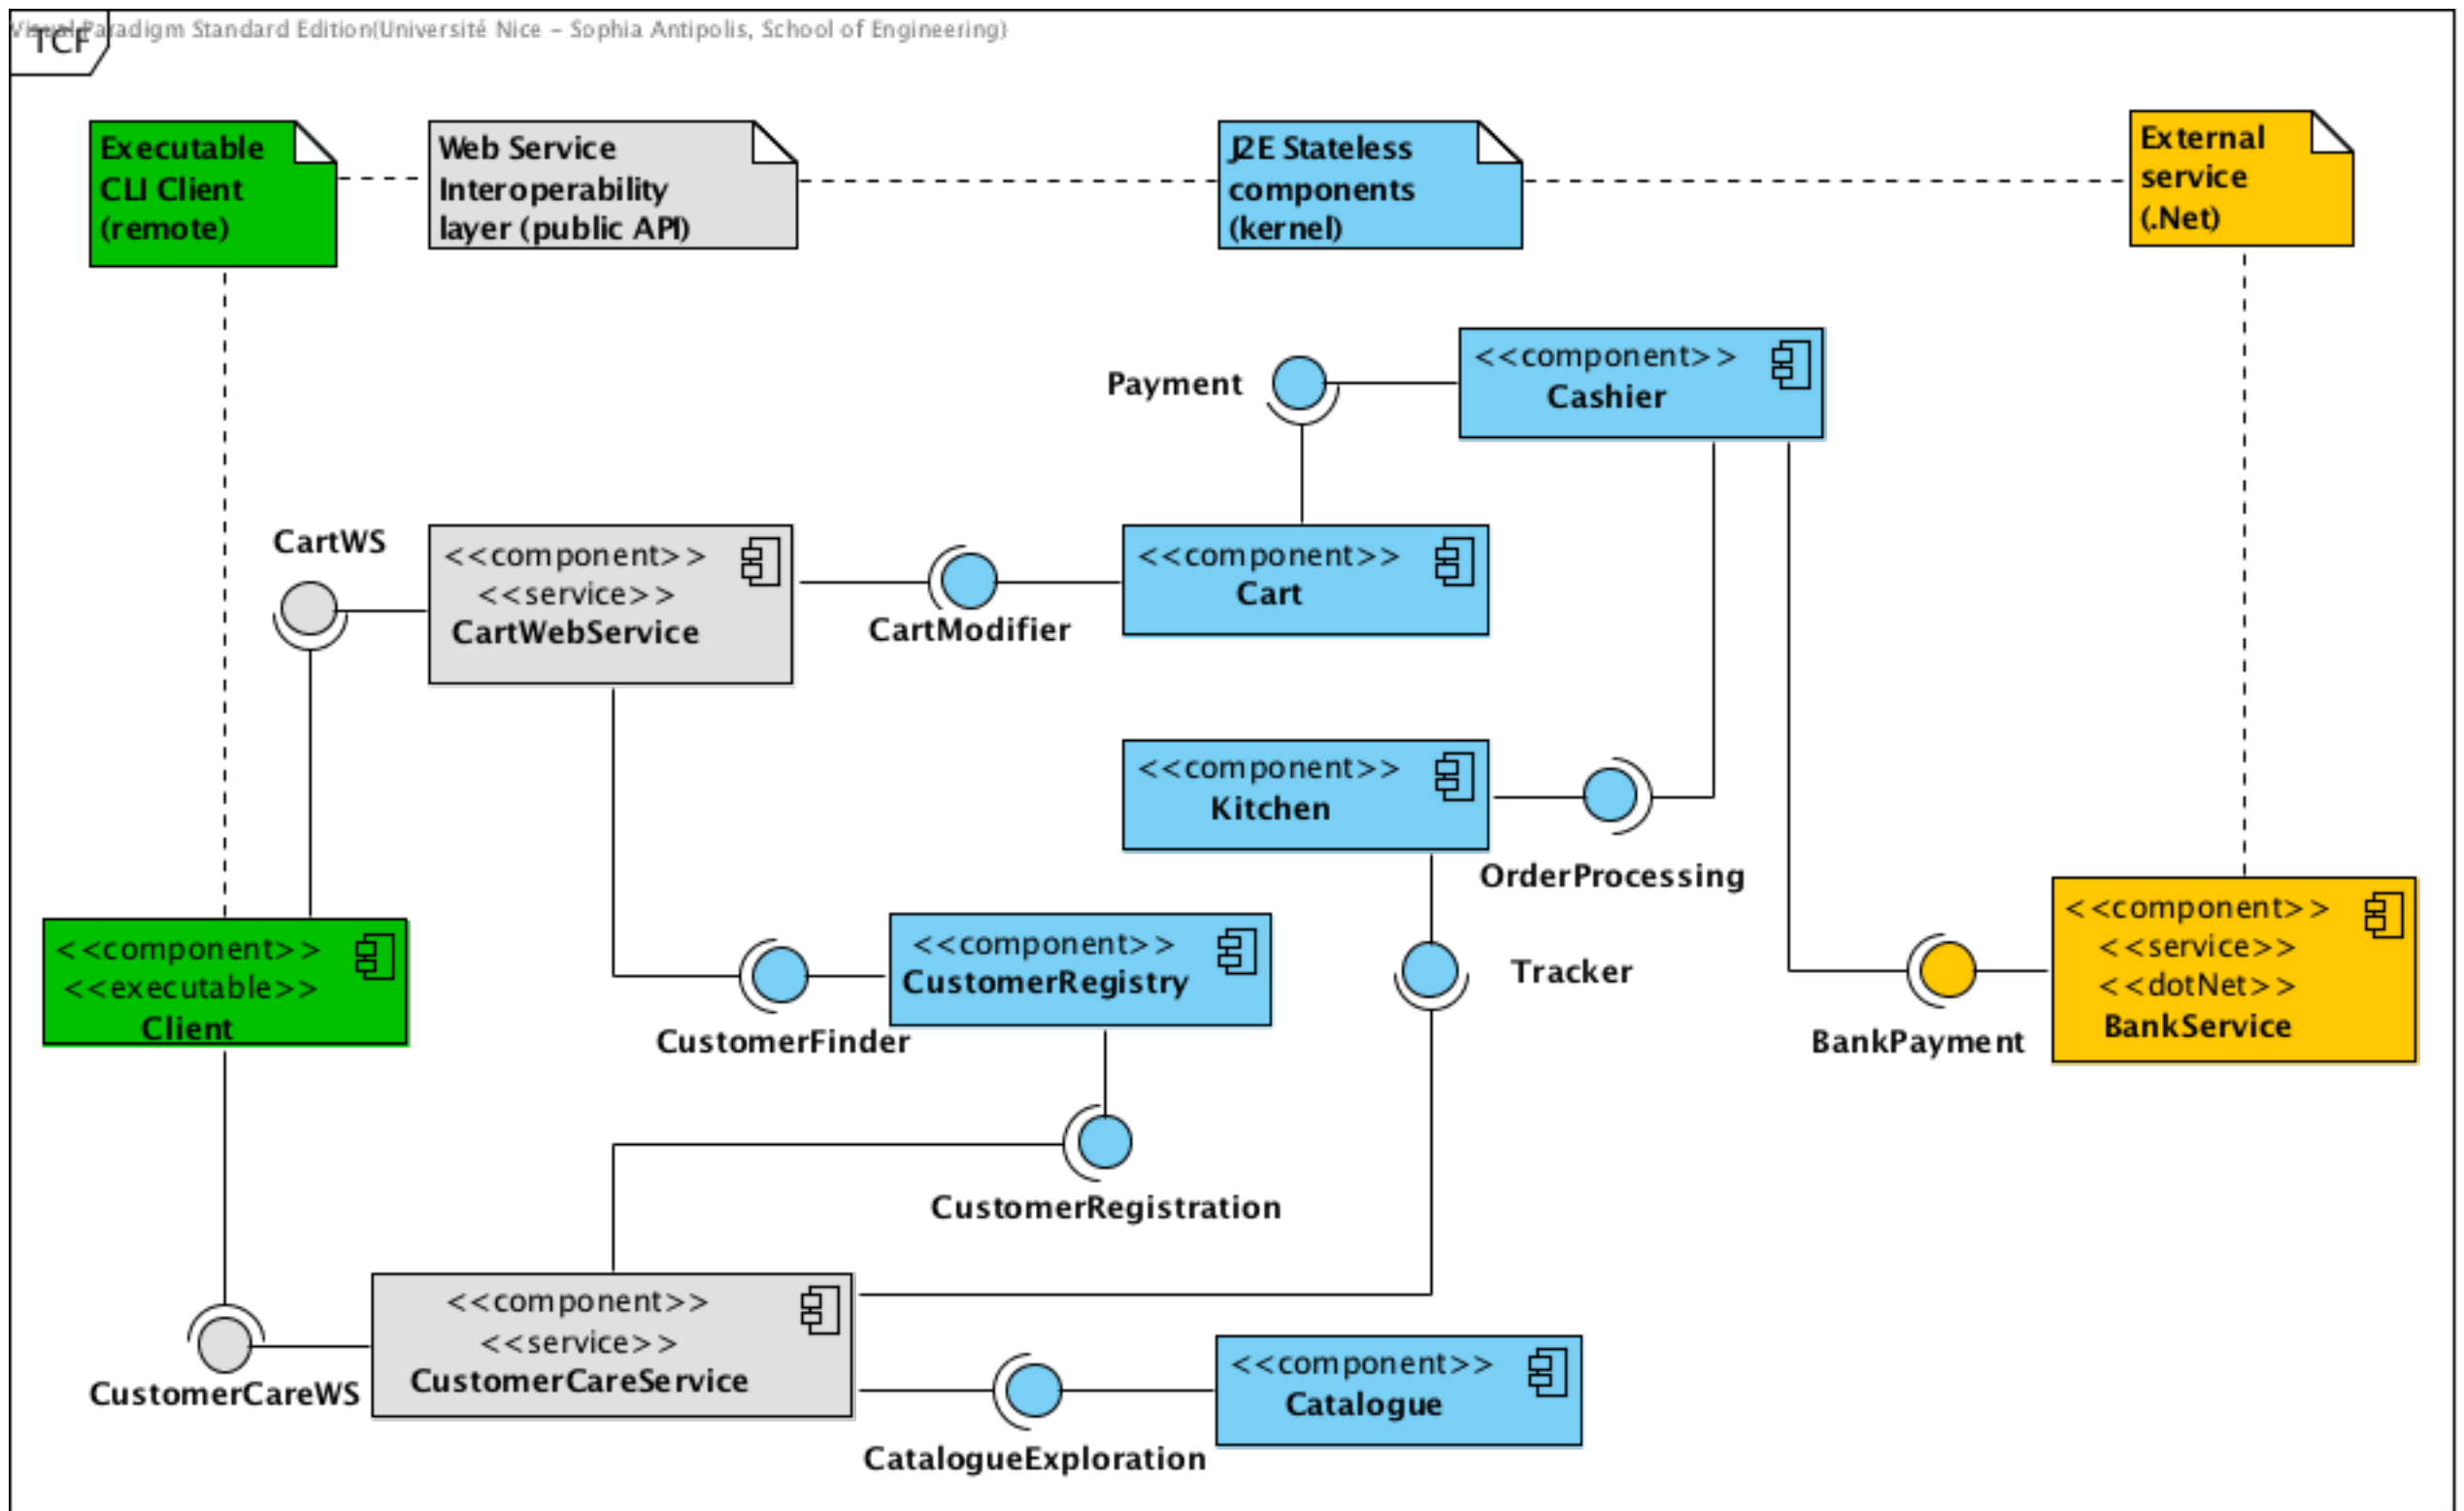 Visual Paradigm Standard Edition(Université Nice - Sophia Antipolis, School of Engineering)
TCF
Executable
CLI Client
(remote)
Web Service
Interoperability
layer (public API)
J2E Stateless
components
(kernel)
External
service
(.Net)
Payment
<<component>>
Cashier
CartWS
<<component>>
<<service>>
CartWebService
CartModifier
<<component>>
Cart
<<component>>
Kitchen
OrderProcessing
<<component>>
<<executable>>
Client
CustomerFinder
<<component>>
CustomerRegistry
Tracker
BankPayment
<<component>>
<<service>>
<<dotNet>>
BankService
CustomerRegistration
CustomerCareWS
<<component>>
<<service>>
CustomerCareService
CatalogueExploration
<<component>>
Catalogue